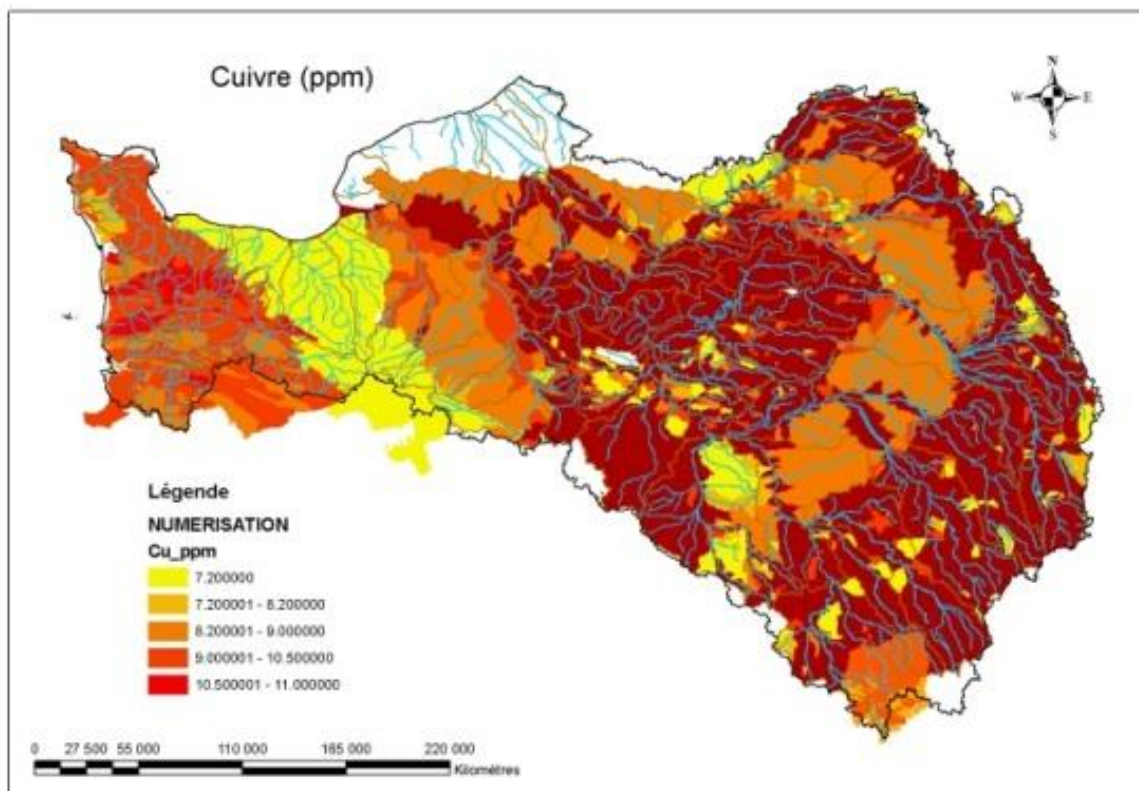 Cuivre (ppm)
N
W E
S
Légende
NUMERISATION
Cu_ppm
7.200000
7.200001 - 8.200000
8.200001 - 9.000000
9.000001 - 10.500000
10.500001 - 11.000000
0 27 500 55 000 110 000 165 000 220 000
Kilomètres